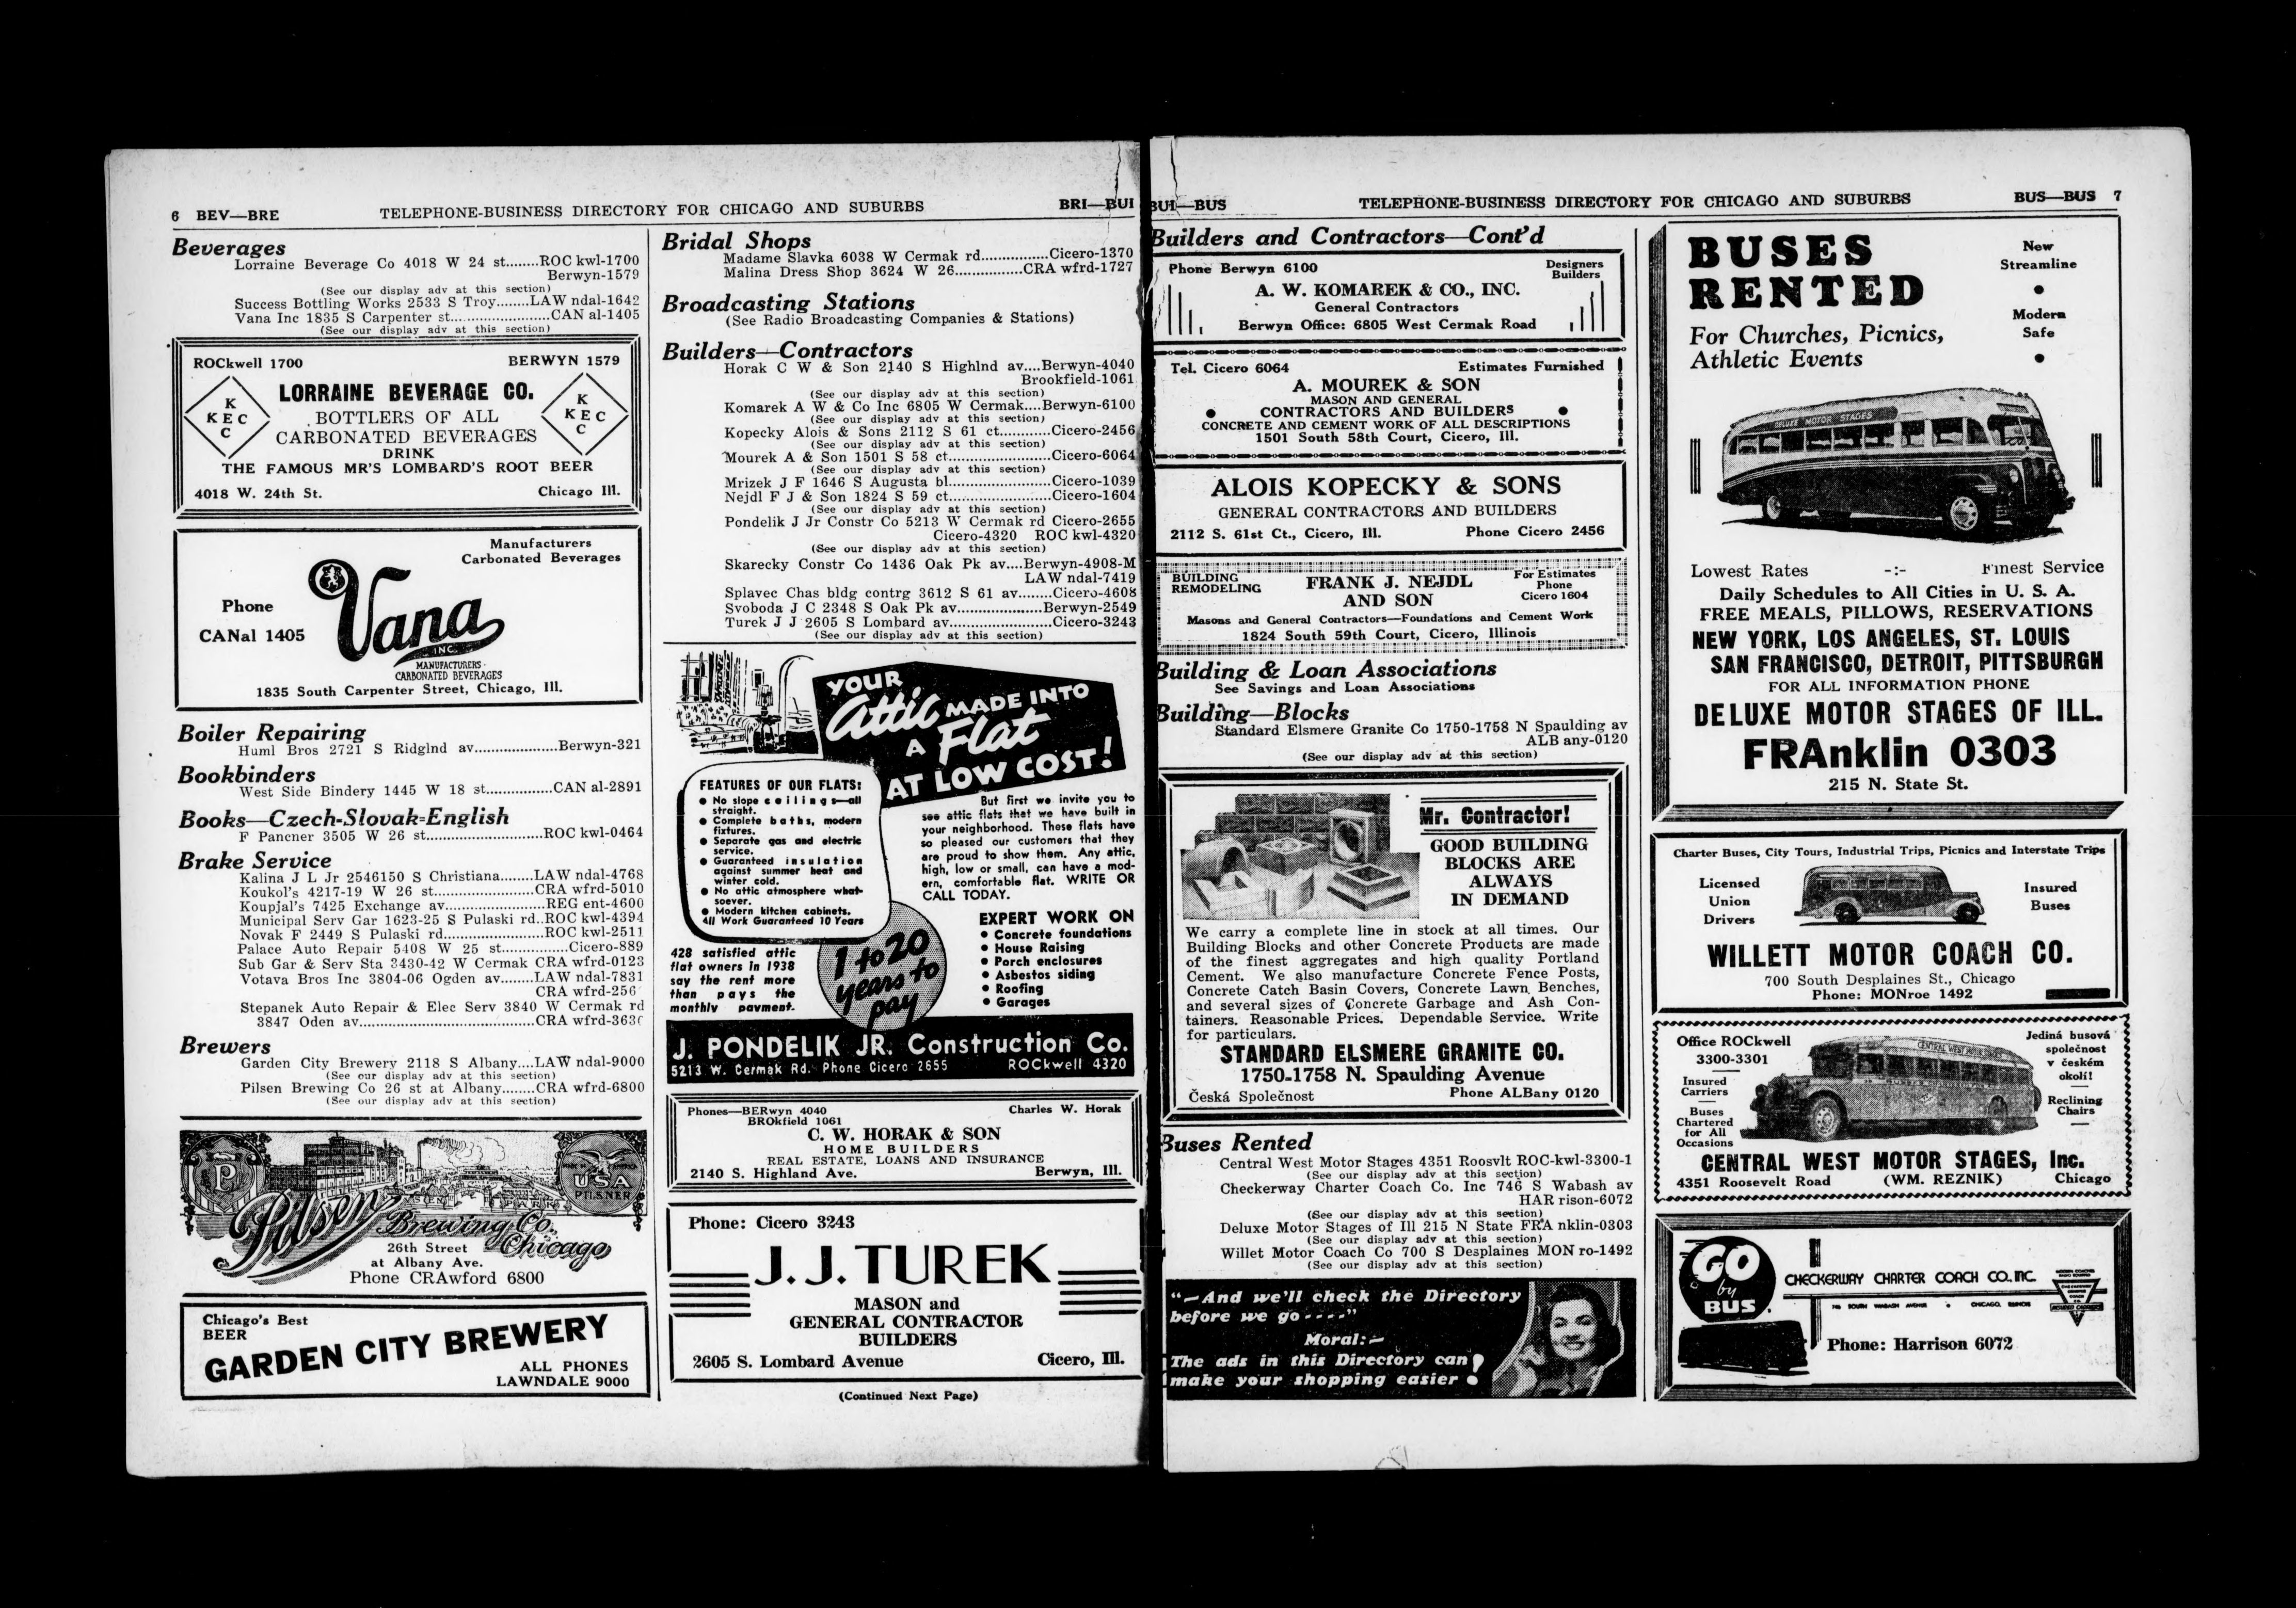 6 BEV—BRE
TELEPHONE-BUSINESS DIRECTORY FOR CHICAGO AND SUBURBS
BRI—BUI
Beverages
Lorraine Beverage Co 4018 W 24 st........ROC kwl-1700
Berwyn-1579
(See our display adv at this section)
Success Bottling Works 2533 S Troy........LAW ndal-1642
Vana Inc 1835 S Carpenter st.......................CAN al-1405
(See our display adv at this section)
ROCkwell 1700
BERWYN 1579
K
K E C
C
LORRAINE BEVERAGE CO.
BOTTLERS OF ALL
CARBONATED BEVERAGES
DRINK
THE FAMOUS MR'S LOMBARD'S ROOT BEER
K
K E C
C
4018 W. 24th St.
Chicago Ill.
Manufacturers
Carbonated Beverages
Phone
CANal 1405
Vana
INC.
MANUFACTURERS
CARBONATED BEVERAGES
1835 South Carpenter Street, Chicago, Ill.
Boiler Repairing
Huml Bros 2721 S Ridglnd av....................Berwyn-321
Bookbinders
West Side Bindery 1445 W 18 st................CAN al-2891
Books—Czech-Slovak=English
F Pancner 3505 W 26 st............................ROC kwl-0464
Brake Service
Kalina J L Jr 2546150 S Christiana........LAW ndal-4768
Koukol's 4217-19 W 26 st........................CRA wfrd-5010
Koupjal's 7425 Exchange av........................REG ent-4600
Municipal Serv Gar 1623-25 S Pulaski rd..ROC kwl-4394
Novak F 2449 S Pulaski rd........................ROC kwl-2511
Palace Auto Repair 5408 W 25 st................Cicero-889
Sub Gar & Serv Sta 3430-42 W Cermak CRA wfrd-0123
Votava Bros Inc 3804-06 Ogden av........LAW ndal-7831
CRA wfrd-256
Stepanek Auto Repair & Elec Serv 3840 W Cermak rd
3847 Oden av..........................................CRA wfrd-363
Brewers
Garden City Brewery 2118 S Albany....LAW ndal-9000
(See our display adv at this section)
Pilsen Brewing Co 26 st at Albany........CRA wfrd-6800
(See our display adv at this section)
P
USA
PILSNER
Pilsen
Brewing Co.
Chicago
26th Street
at Albany Ave.
Phone CRAwford 6800
Chicago's Best
BEER
GARDEN CITY BREWERY
ALL PHONES
LAWNDALE 9000
Bridal Shops
Madame Slavka 6038 W Cermak rd................Cicero-1370
Malina Dress Shop 3624 W 26................CRA wfrd-1727
Broadcasting Stations
(See Radio Broadcasting Companies & Stations)
Builders—Contractors
Horak C W & Son 2140 S Highlnd av....Berwyn-4040
Brookfield-1061
(See our display adv at this section)
Komarek A W & Co Inc 6805 W Cermak....Berwyn-6100
(See our display adv at this section)
Kopecky Alois & Sons 2112 S 61 ct............Cicero-2456
(See our display adv at this section)
Mourek A & Son 1501 S 58 ct........................Cicero-6064
(See our display adv at this section)
Mrizek J F 1646 S Augusta bl........................Cicero-1039
Nejdl F J & Son 1824 S 59 ct........................Cicero-1604
(See our display adv at this section)
Pondelik J Jr Constr Co 5213 W Cermak rd Cicero-2655
Cicero-4320 ROC kwl-4320
(See our display adv at this section)
Skarecky Constr Co 1436 Oak Pk av....Berwyn-4908-M
LAW ndal-7419
Splavec Chas bldg contrg 3612 S 61 av........Cicero-4608
Svoboda J C 2348 S Oak Pk av....................Berwyn-2549
Turek J J 2605 S Lombard av........................Cicero-3243
(See our display adv at this section)
YOUR
Attic MADE INTO
A Flat
AT LOW COST!
FEATURES OF OUR FLATS:
● No slope ceilings—all
straight.
● Complete baths, modern
fixtures.
● Separate gas and electric
service.
● Guaranteed insulation
against summer heat and
winter cold.
● No attic atmosphere what-
soever.
● Modern kitchen cabinets.
All Work Guaranteed 10 Years
But first we invite you to
see attic flats that we have built in
your neighborhood. These flats have
so pleased our customers that they
are proud to show them. Any attic,
high, low or small, can have a mod-
ern, comfortable flat. WRITE OR
CALL TODAY.
428 satisfied attic
flat owners in 1938
say the rent more
than pays the
monthly payment.
1 to 20
years to
pay
EXPERT WORK ON
● Concrete foundations
● House Raising
● Porch enclosures
● Asbestos siding
● Roofing
● Garages
J. PONDELIK JR. Construction Co.
5213 W. Cermak Rd. Phone Cicero 2655
ROCkwell 4320
Phones—BERwyn 4040
BROkfield 1061
Charles W. Horak
C. W. HORAK & SON
HOME BUILDERS
REAL ESTATE, LOANS AND INSURANCE
2140 S. Highland Ave.
Berwyn, Ill.
Phone: Cicero 3243
J. J. TUREK
MASON and
GENERAL CONTRACTOR
BUILDERS
2605 S. Lombard Avenue
Cicero, Ill.
(Continued Next Page)
BUI—BUS
TELEPHONE-BUSINESS DIRECTORY FOR CHICAGO AND SUBURBS
BUS—BUS 7
Builders and Contractors—Cont'd
Phone Berwyn 6100
Designers
Builders
A. W. KOMAREK & CO., INC.
General Contractors
Berwyn Office: 6805 West Cermak Road
Tel. Cicero 6064
Estimates Furnished
A. MOUREK & SON
MASON AND GENERAL
● CONTRACTORS AND BUILDERS ●
CONCRETE AND CEMENT WORK OF ALL DESCRIPTIONS
1501 South 58th Court, Cicero, Ill.
ALOIS KOPECKY & SONS
GENERAL CONTRACTORS AND BUILDERS
2112 S. 61st Ct., Cicero, Ill.
Phone Cicero 2456
BUILDING
REMODELING
FRANK J. NEJDL
AND SON
For Estimates
Phone
Cicero 1604
Masons and General Contractors—Foundations and Cement Work
1824 South 59th Court, Cicero, Illinois
Building & Loan Associations
See Savings and Loan Associations
Building—Blocks
Standard Elsmere Granite Co 1750-1758 N Spaulding av
ALB any-0120
(See our display adv at this section)
Mr. Contractor!
GOOD BUILDING
BLOCKS ARE
ALWAYS
IN DEMAND
We carry a complete line in stock at all times. Our
Building Blocks and other Concrete Products are made
of the finest aggregates and high quality Portland
Cement. We also manufacture Concrete Fence Posts,
Concrete Catch Basin Covers, Concrete Lawn Benches,
and several sizes of Concrete Garbage and Ash Con-
tainers. Reasonable Prices. Dependable Service. Write
for particulars.
STANDARD ELSMERE GRANITE CO.
1750-1758 N. Spaulding Avenue
Česká Společnost
Phone ALBany 0120
Buses Rented
Central West Motor Stages 4351 Roosvlt ROC-kwl-3300-1
(See our display adv at this section)
Checkerway Charter Coach Co. Inc 746 S Wabash av
HAR rison-6072
(See our display adv at this section)
Deluxe Motor Stages of Ill 215 N State FRA nklin-0303
(See our display adv at this section)
Willet Motor Coach Co 700 S Desplaines MON ro-1492
(See our display adv at this section)
"—And we'll check the Directory
before we go - - - -"
Moral:—
The ads in this Directory can
make your shopping easier!
BUSES
RENTED
New
Streamline
●
Modern
Safe
●
For Churches, Picnics,
Athletic Events
DELUXE MOTOR STAGES
Lowest Rates -:- Finest Service
Daily Schedules to All Cities in U. S. A.
FREE MEALS, PILLOWS, RESERVATIONS
NEW YORK, LOS ANGELES, ST. LOUIS
SAN FRANCISCO, DETROIT, PITTSBURGH
FOR ALL INFORMATION PHONE
DELUXE MOTOR STAGES OF ILL.
FRAnklin 0303
215 N. State St.
Charter Buses, City Tours, Industrial Trips, Picnics and Interstate Trips
Licensed
Union
Drivers
Insured
Buses
WILLETT MOTOR COACH CO.
700 South Desplaines St., Chicago
Phone: MONroe 1492
Office ROCkwell
3300-3301
Insured
Carriers
Buses
Chartered
for All
Occasions
CENTRAL WEST MOTOR STAGES
Jediná busová
společnost
v českém
okolí!
Reclining
Chairs
CENTRAL WEST MOTOR STAGES, Inc.
4351 Roosevelt Road
(WM. REZNIK)
Chicago
GO
by
BUS
CHECKERWAY CHARTER COACH CO. INC.
746 SOUTH WABASH AVENUE ● CHICAGO, ILLINOIS
Phone: Harrison 6072